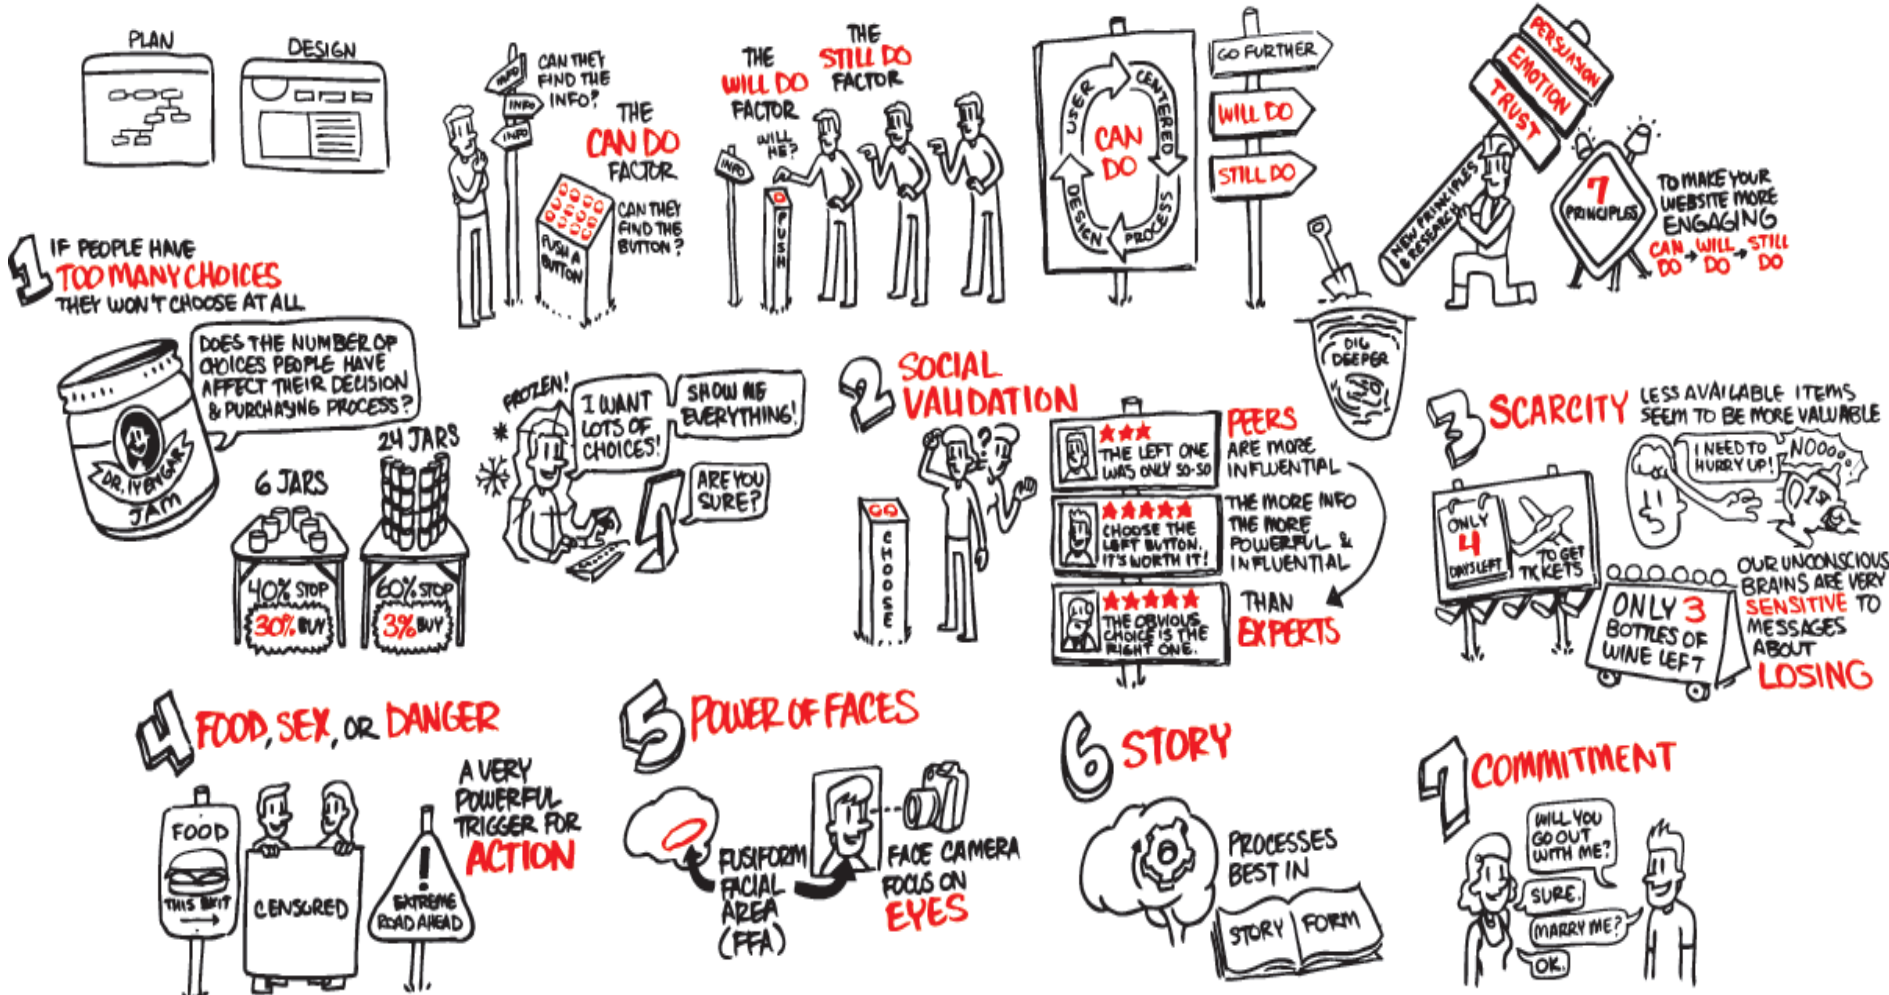 PLAN
DESIGN
INFO
INFO
INFO
CAN THEY
FIND THE
INFO?
THE
CAN DO
FACTOR
CAN THEY
FIND THE
BUTTON?
PUSH A
BUTTON
THE
WILL DO
FACTOR
THE
STILL DO
FACTOR
WILL
HE?
INFO
PUSH
USER
CENTERED
DESIGN
PROCESS
CAN
DO
GO FURTHER
WILL DO
STILL DO
PERSUASION
EMOTION
TRUST
NEW PRINCIPLES
& RESEARCH
7
PRINCIPLES
TO MAKE YOUR
WEBSITE MORE
ENGAGING
CAN DO → WILL DO → STILL DO
DIG
DEEPER
1
IF PEOPLE HAVE
TOO MANY CHOICES
THEY WON'T CHOOSE AT ALL
DOES THE NUMBER OF
CHOICES PEOPLE HAVE
AFFECT THEIR DECISION
& PURCHASING PROCESS?
DR. IYENGAR
JAM
6 JARS
40% STOP
30% BUY
24 JARS
60% STOP
3% BUY
FROZEN!
I WANT
LOTS OF
CHOICES!
SHOW ME
EVERYTHING!
ARE YOU
SURE?
2
SOCIAL
VALIDATION
?
CHOOSE
THE LEFT ONE
WAS ONLY SO-SO
CHOOSE THE
LEFT BUTTON.
IT'S WORTH IT!
THE OBVIOUS
CHOICE IS THE
RIGHT ONE.
PEERS
ARE MORE
INFLUENTIAL
THE MORE INFO
THE MORE
POWERFUL &
INFLUENTIAL
THAN
EXPERTS
3
SCARCITY
LESS AVAILABLE ITEMS
SEEM TO BE MORE VALUABLE
I NEED TO
HURRY UP!
NOOOO..
1ST
ONLY
4
DAYS LEFT
TO GET
TICKETS
ONLY 3
BOTTLES OF
WINE LEFT
OUR UNCONSCIOUS
BRAINS ARE VERY
SENSITIVE TO
MESSAGES
ABOUT
LOSING
4
FOOD, SEX, OR DANGER
FOOD
THIS EXIT
CENSORED
!
EXTREME
ROAD AHEAD
A VERY
POWERFUL
TRIGGER FOR
ACTION
5
POWER OF FACES
FUSIFORM
FACIAL
AREA
(FFA)
FACE CAMERA
FOCUS ON
EYES
6
STORY
PROCESSES
BEST IN
STORY FORM
7
COMMITMENT
WILL YOU
GO OUT
WITH ME?
SURE.
MARRY ME?
OK.